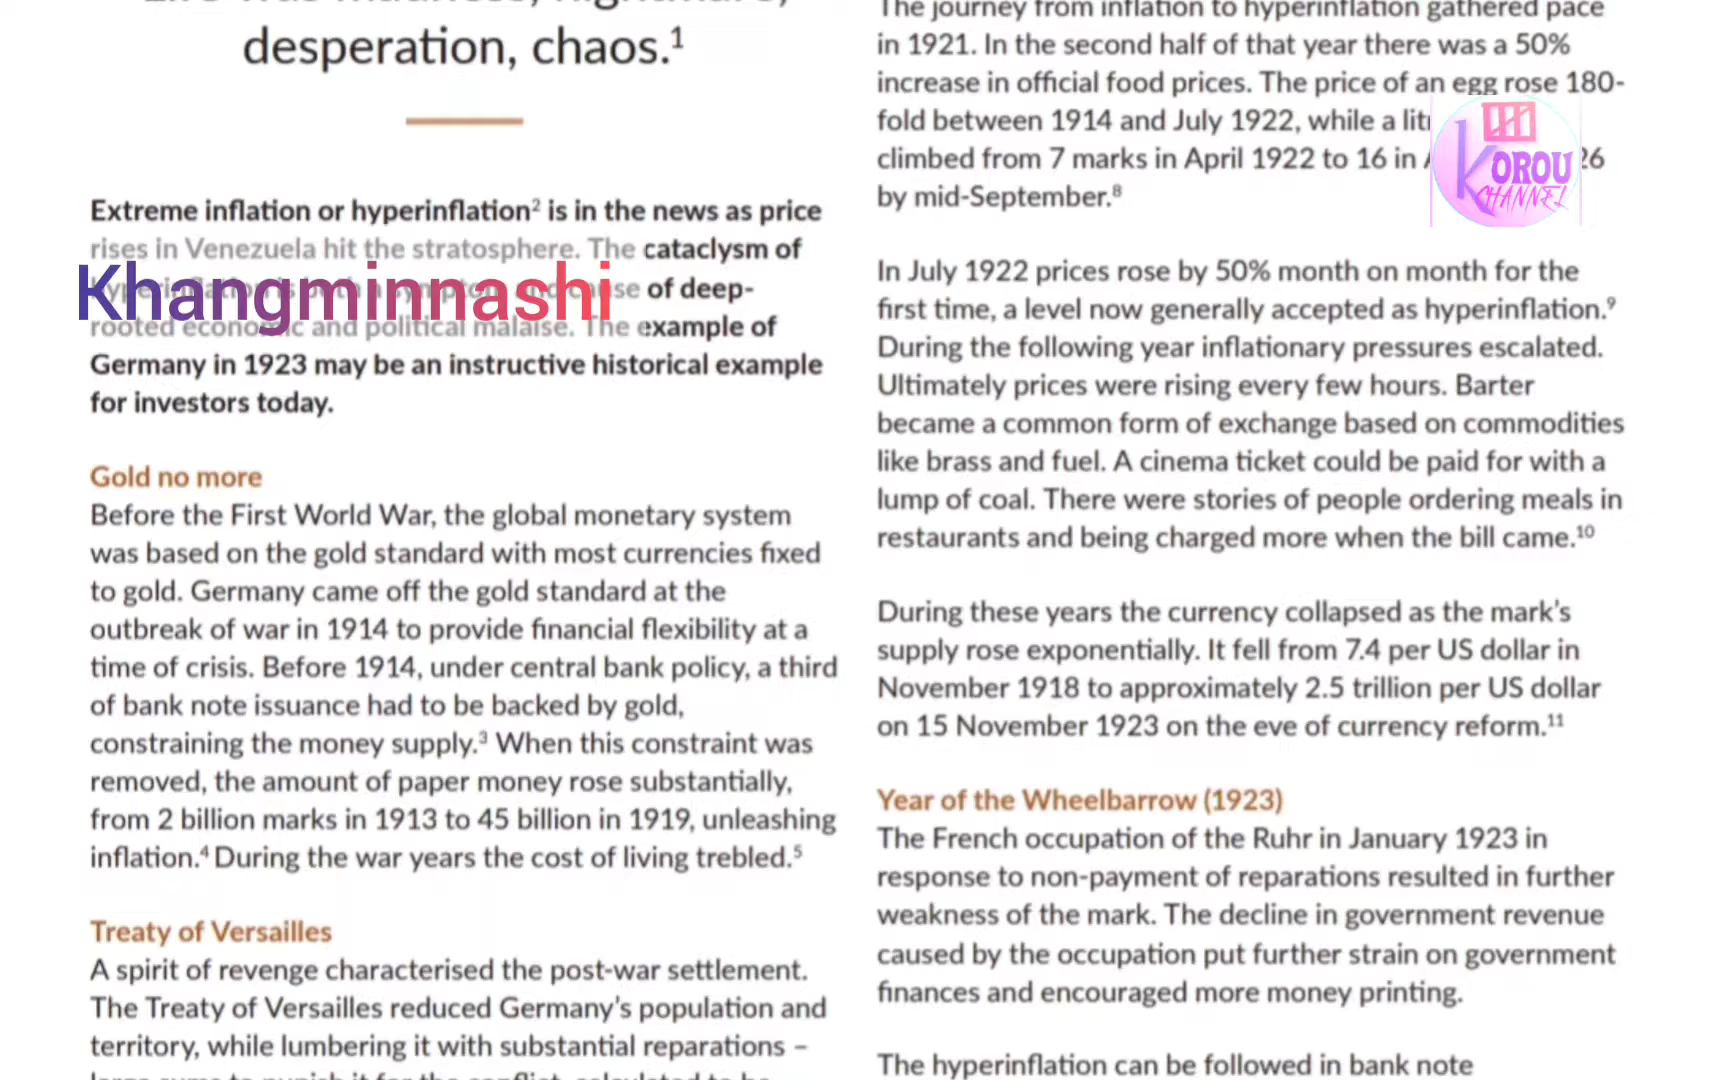 desperation, chaos.¹
Extreme inflation or hyperinflation² is in the news as price
rises in Venezuela hit the stratosphere. The cataclysm of
Khangminnashi
of deep-
rooted economic and political malaise. The example of
Germany in 1923 may be an instructive historical example
for investors today.
Gold no more
Before the First World War, the global monetary system
was based on the gold standard with most currencies fixed
to gold. Germany came off the gold standard at the
outbreak of war in 1914 to provide financial flexibility at a
time of crisis. Before 1914, under central bank policy, a third
of bank note issuance had to be backed by gold,
constraining the money supply.³ When this constraint was
removed, the amount of paper money rose substantially,
from 2 billion marks in 1913 to 45 billion in 1919, unleashing
inflation.⁴ During the war years the cost of living trebled.⁵
Treaty of Versailles
A spirit of revenge characterised the post-war settlement.
The Treaty of Versailles reduced Germany's population and
territory, while lumbering it with substantial reparations –
The journey from inflation to hyperinflation gathered pace
in 1921. In the second half of that year there was a 50%
increase in official food prices. The price of an egg rose 180-
fold between 1914 and July 1922, while a
climbed from 7 marks in April 1922 to 16 in 26
by mid-September.⁸
KOROU
CHANNEL
In July 1922 prices rose by 50% month on month for the
first time, a level now generally accepted as hyperinflation.⁹
During the following year inflationary pressures escalated.
Ultimately prices were rising every few hours. Barter
became a common form of exchange based on commodities
like brass and fuel. A cinema ticket could be paid for with a
lump of coal. There were stories of people ordering meals in
restaurants and being charged more when the bill came.¹⁰
During these years the currency collapsed as the mark's
supply rose exponentially. It fell from 7.4 per US dollar in
November 1918 to approximately 2.5 trillion per US dollar
on 15 November 1923 on the eve of currency reform.¹¹
Year of the Wheelbarrow (1923)
The French occupation of the Ruhr in January 1923 in
response to non-payment of reparations resulted in further
weakness of the mark. The decline in government revenue
caused by the occupation put further strain on government
finances and encouraged more money printing.
The hyperinflation can be followed in bank note